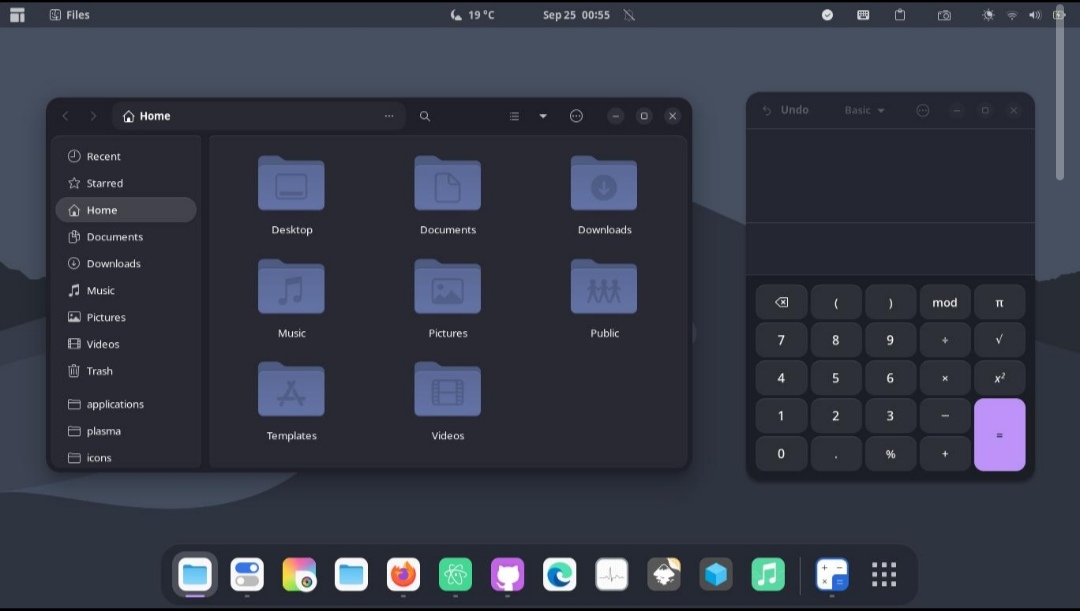 Files
19 °C
Sep 25 00:55
Home
Recent
Starred
Home
Documents
Downloads
Music
Pictures
Videos
Trash
applications
plasma
icons
Desktop
Documents
Downloads
Music
Pictures
Public
Templates
Videos
Undo
Basic
( ) mod π
7 8 9 ÷ √
4 5 6 × x²
1 2 3 − =
0 . % +